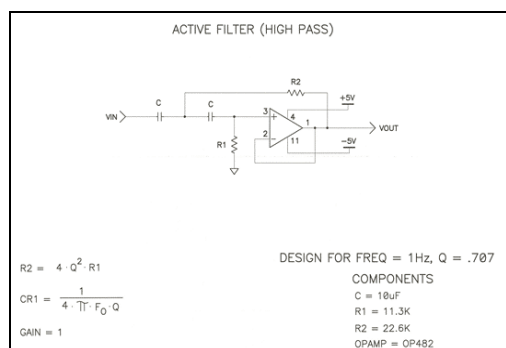 ACTIVE FILTER (HIGH PASS)
R2
+5V
C
C
VIN
3
+
4
1
VOUT
2
−
11
−5V
R1
R2 = 4 · Q² · R1
CR1 = 1 / 4 · π · F₀ · Q
GAIN = 1
DESIGN FOR FREQ = 1Hz, Q = .707
COMPONENTS
C = 10uF
R1 = 11.3K
R2 = 22.6K
OPAMP = OP482